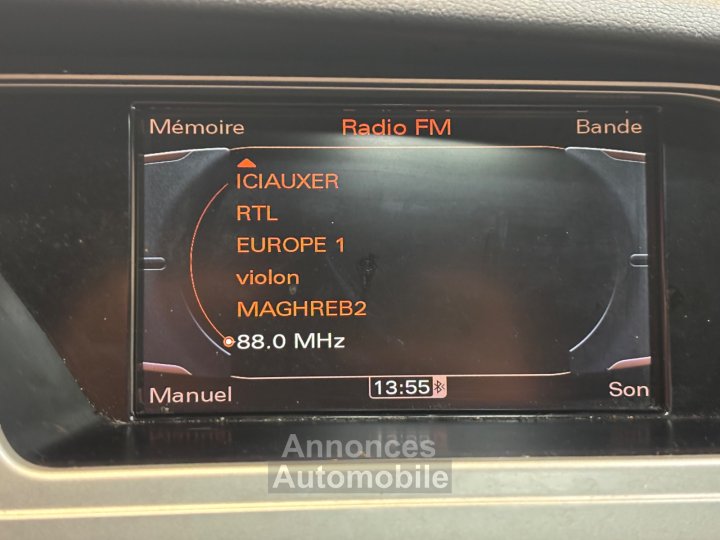 Mémoire Radio FM Bande
ICIAUXER
RTL
EUROPE 1
violon
MAGHREB2
88.0 MHz
Manuel 13:55 Son
Annonces
Automobile